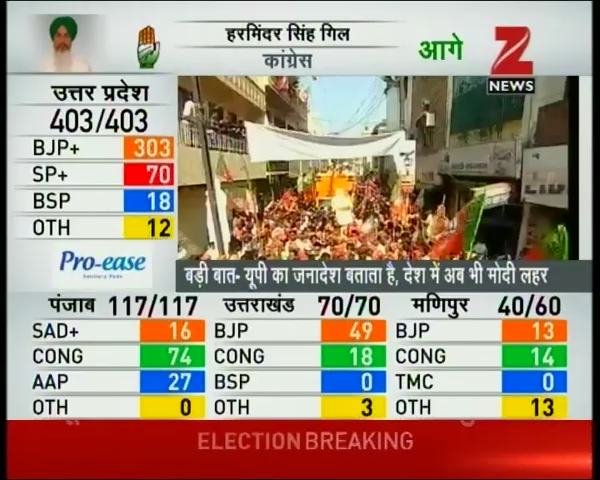 हरमिंदर सिंह गिल
कांग्रेस
आगे
Z
NEWS
उत्तर प्रदेश
403/403
BJP+ 303
SP+ 70
BSP 18
OTH 12
Pro-ease
Sanitary Pads
बड़ी बात- यूपी का जनादेश बताता है, देश में अब भी मोदी लहर
पंजाब 117/117
SAD+ 16
CONG 74
AAP 27
OTH 0
उत्तराखंड 70/70
BJP 49
CONG 18
BSP 0
OTH 3
मणिपुर 40/60
BJP 13
CONG 14
TMC 0
OTH 13
ELECTION BREAKING